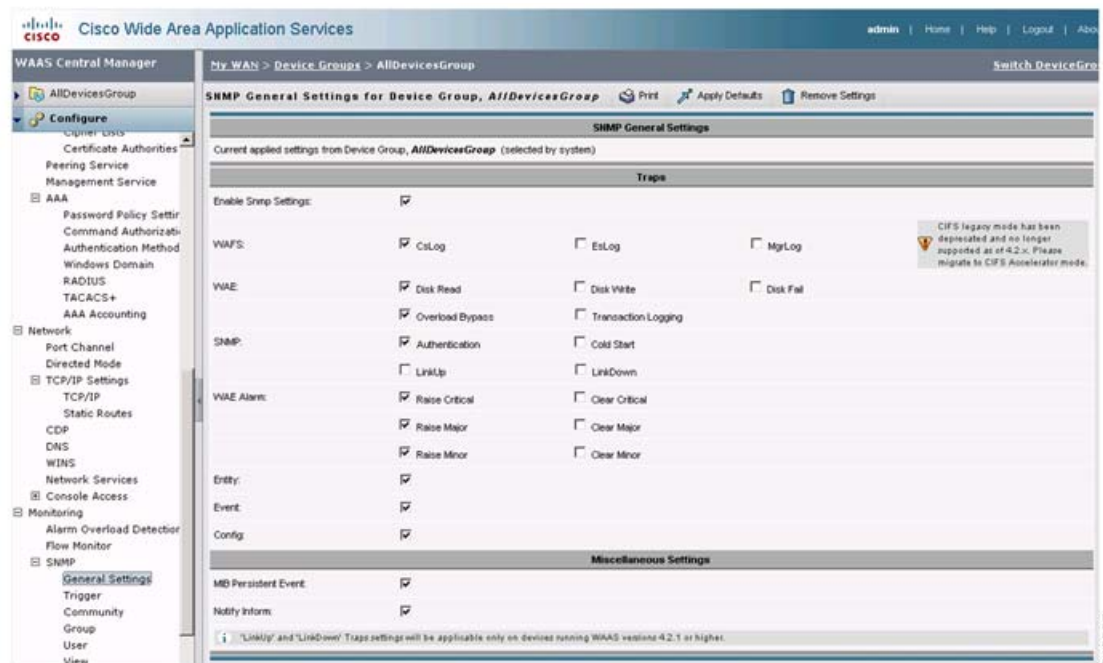 cisco Cisco Wide Area Application Services
admin | Home | Help | Logout | Abo
WAAS Central Manager
My WAN > Device Groups > AllDevicesGroup
Switch DeviceGro
AllDevicesGroup
Configure
Cipher Lists
Certificate Authorities
Peering Service
Management Service
AAA
Password Policy Settir
Command Authorizati
Authentication Method
Windows Domain
RADIUS
TACACS+
AAA Accounting
Network
Port Channel
Directed Mode
TCP/IP Settings
TCP/IP
Static Routes
CDP
DNS
WINS
Network Services
Console Access
Monitoring
Alarm Overload Detection
Flow Monitor
SNMP
General Settings
Trigger
Community
Group
User
View
SNMP General Settings for Device Group, AllDevicesGroup Print Apply Defaults Remove Settings
SNMP General Settings
Current applied settings from Device Group, AllDevicesGroup (selected by system)
Traps
Enable Snmp Settings:
WAFS: CsLog EsLog MgrLog
CIFS legacy mode has been
deprecated and no longer
supported as of 4.2.x. Please
migrate to CIFS Accelerator mode.
WAE: Disk Read Disk Write Disk Fail
Overload Bypass Transaction Logging
SNMP: Authentication Cold Start
LinkUp LinkDown
WAE Alarm: Raise Critical Clear Critical
Raise Major Clear Major
Raise Minor Clear Minor
Entity:
Event:
Config:
Miscellaneous Settings
MIB Persistent Event:
Notify Inform:
'LinkUp' and 'LinkDown' Traps settings will be applicable only on devices running WAAS versions 4.2.1 or higher.